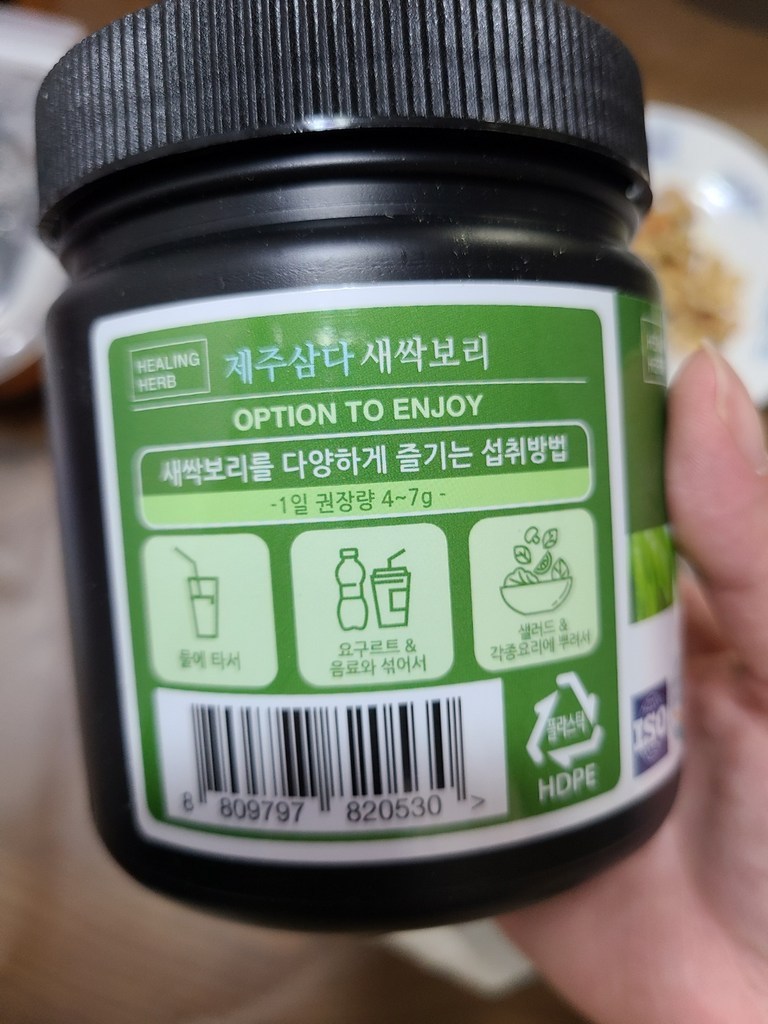 HEALING
HERB
제주삼다 새싹보리
OPTION TO ENJOY
새싹보리를 다양하게 즐기는 섭취방법
-1일 권장량 4~7g -
물에 타서
요구르트 &
음료와 섞어서
샐러드 &
각종요리에 뿌려서
8 809797 820530 >
플라스틱
HDPE
ISO